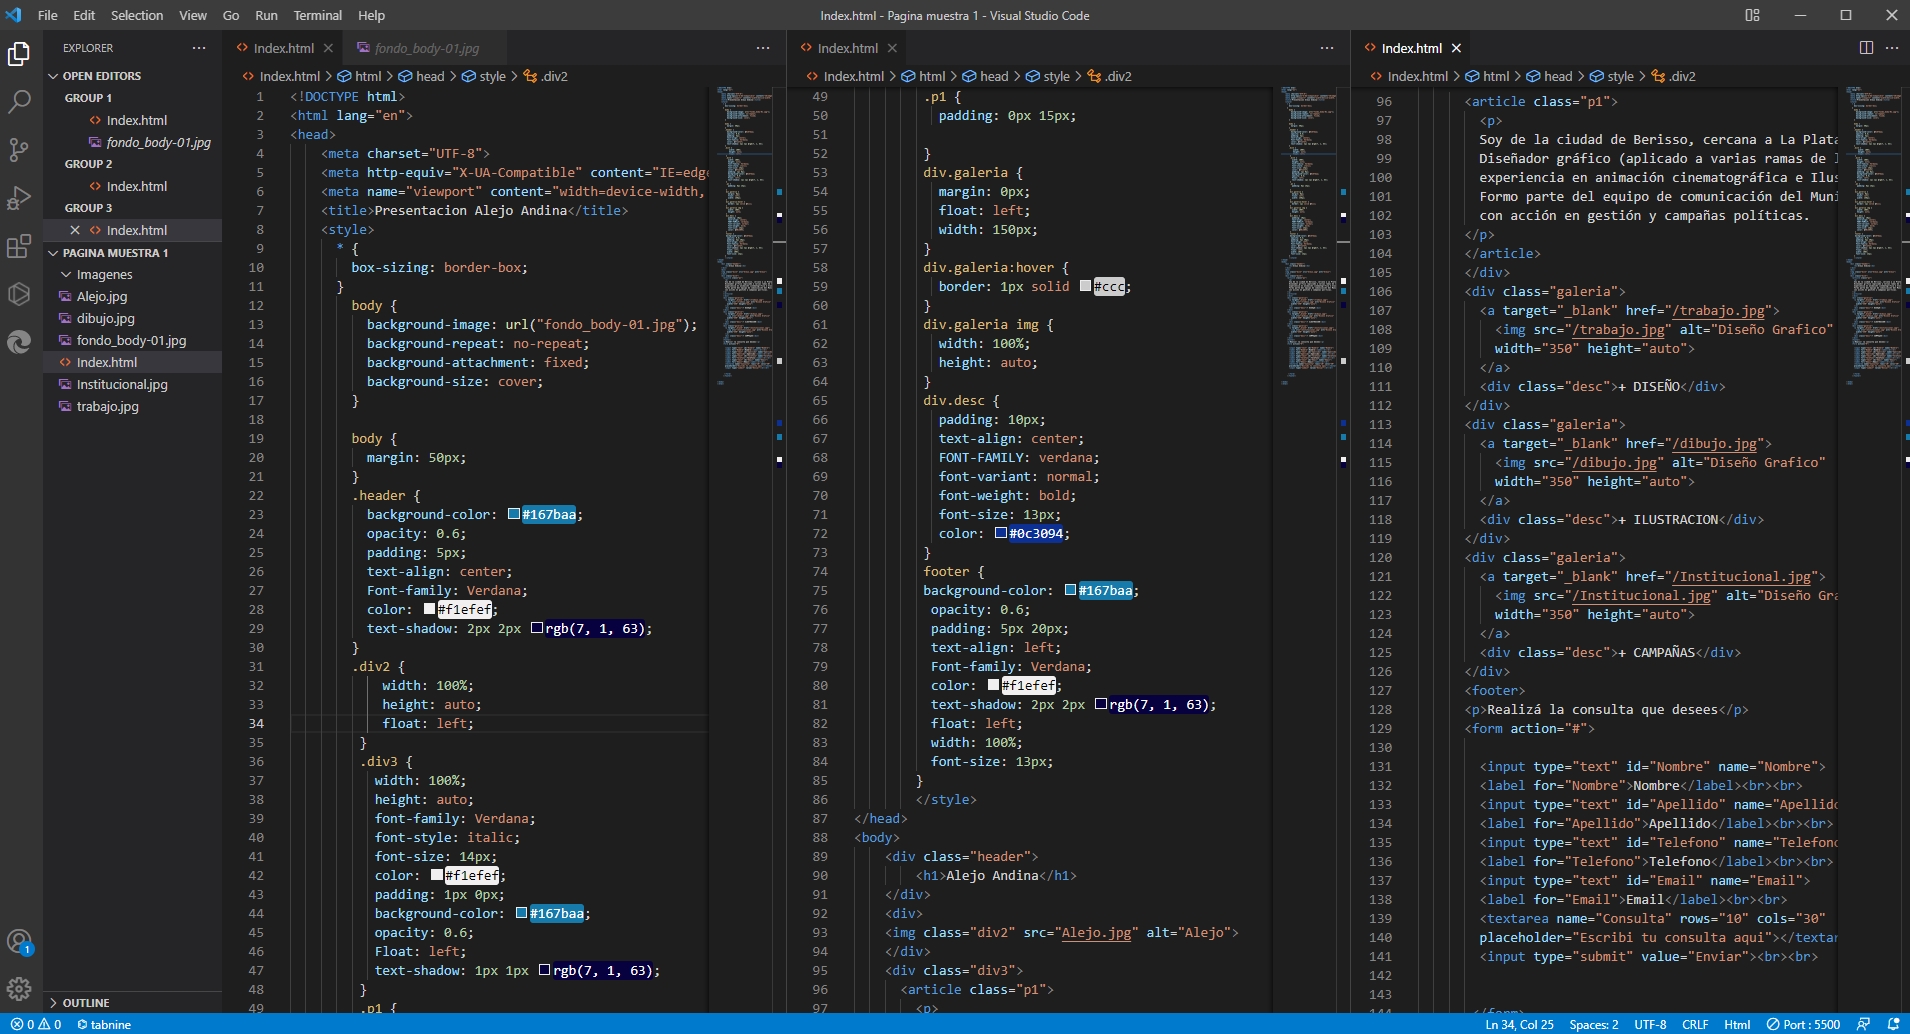 File Edit Selection View Go Run Terminal Help
Index.html - Pagina muestra 1 - Visual Studio Code
EXPLORER ···
OPEN EDITORS
GROUP 1
Index.html
fondo_body-01.jpg
GROUP 2
Index.html
GROUP 3
Index.html
PAGINA MUESTRA 1
Imagenes
Alejo.jpg
dibujo.jpg
fondo_body-01.jpg
Index.html
Institucional.jpg
trabajo.jpg
OUTLINE
Index.html fondo_body-01.jpg ···
Index.html > html > head > style > .div2
1 <!DOCTYPE html>
2 <html lang="en">
3 <head>
4 <meta charset="UTF-8">
5 <meta http-equiv="X-UA-Compatible" content="IE=edge
6 <meta name="viewport" content="width=device-width,
7 <title>Presentacion Alejo Andina</title>
8 <style>
9 * {
10 box-sizing: border-box;
11 }
12 body {
13 background-image: url("fondo_body-01.jpg");
14 background-repeat: no-repeat;
15 background-attachment: fixed;
16 background-size: cover;
17 }
18
19 body {
20 margin: 50px;
21 }
22 .header {
23 background-color: #167baa;
24 opacity: 0.6;
25 padding: 5px;
26 text-align: center;
27 Font-family: Verdana;
28 color: #f1efef;
29 text-shadow: 2px 2px rgb(7, 1, 63);
30 }
31 .div2 {
32 width: 100%;
33 height: auto;
34 float: left;
35 }
36 .div3 {
37 width: 100%;
38 height: auto;
39 font-family: Verdana;
40 font-style: italic;
41 font-size: 14px;
42 color: #f1efef;
43 padding: 1px 0px;
44 background-color: #167baa;
45 opacity: 0.6;
46 Float: left;
47 text-shadow: 1px 1px rgb(7, 1, 63);
48 }
49 .p1 {
Index.html ···
Index.html > html > head > style > .div2
49 .p1 {
50 padding: 0px 15px;
51
52 }
53 div.galeria {
54 margin: 0px;
55 float: left;
56 width: 150px;
57 }
58 div.galeria:hover {
59 border: 1px solid #ccc;
60 }
61 div.galeria img {
62 width: 100%;
63 height: auto;
64 }
65 div.desc {
66 padding: 10px;
67 text-align: center;
68 FONT-FAMILY: verdana;
69 font-variant: normal;
70 font-weight: bold;
71 font-size: 13px;
72 color: #0c3094;
73 }
74 footer {
75 background-color: #167baa;
76 opacity: 0.6;
77 padding: 5px 20px;
78 text-align: left;
79 Font-family: Verdana;
80 color: #f1efef;
81 text-shadow: 2px 2px rgb(7, 1, 63);
82 float: left;
83 width: 100%;
84 font-size: 13px;
85 }
86 </style>
87 </head>
88 <body>
89 <div class="header">
90 <h1>Alejo Andina</h1>
91 </div>
92 <div>
93 <img class="div2" src="Alejo.jpg" alt="Alejo">
94 </div>
95 <div class="div3">
96 <article class="p1">
97 <p>
Index.html ···
Index.html > html > head > style > .div2
96 <article class="p1">
97 <p>
98 Soy de la ciudad de Berisso, cercana a La Plata
99 Diseñador gráfico (aplicado a varias ramas de l
100 experiencia en animación cinematográfica e Ilus
101 Formo parte del equipo de comunicación del Muni
102 con acción en gestión y campañas políticas.
103 </p>
104 </article>
105 </div>
106 <div class="galeria">
107 <a target="_blank" href="/trabajo.jpg">
108 <img src="/trabajo.jpg" alt="Diseño Grafico"
109 width="350" height="auto">
110 </a>
111 <div class="desc">+ DISEÑO</div>
112 </div>
113 <div class="galeria">
114 <a target="_blank" href="/dibujo.jpg">
115 <img src="/dibujo.jpg" alt="Diseño Grafico"
116 width="350" height="auto">
117 </a>
118 <div class="desc">+ ILUSTRACION</div>
119 </div>
120 <div class="galeria">
121 <a target="_blank" href="/Institucional.jpg">
122 <img src="/Institucional.jpg" alt="Diseño Gra
123 width="350" height="auto">
124 </a>
125 <div class="desc">+ CAMPAÑAS</div>
126 </div>
127 <footer>
128 <p>Realizá la consulta que desees</p>
129 <form action="#">
130
131 <input type="text" id="Nombre" name="Nombre">
132 <label for="Nombre">Nombre</label><br><br>
133 <input type="text" id="Apellido" name="Apellido
134 <label for="Apellido">Apellido</label><br><br>
135 <input type="text" id="Telefono" name="Telefono
136 <label for="Telefono">Telefono</label><br><br>
137 <input type="text" id="Email" name="Email">
138 <label for="Email">Email</label><br><br>
139 <textarea name="Consulta" rows="10" cols="30"
140 placeholder="Escribi tu consulta aqui"></textar
141 <input type="submit" value="Enviar"><br><br>
142
143
144 </form>
0 0 tabnine
Ln 34, Col 25 Spaces: 2 UTF-8 CRLF Html Port : 5500